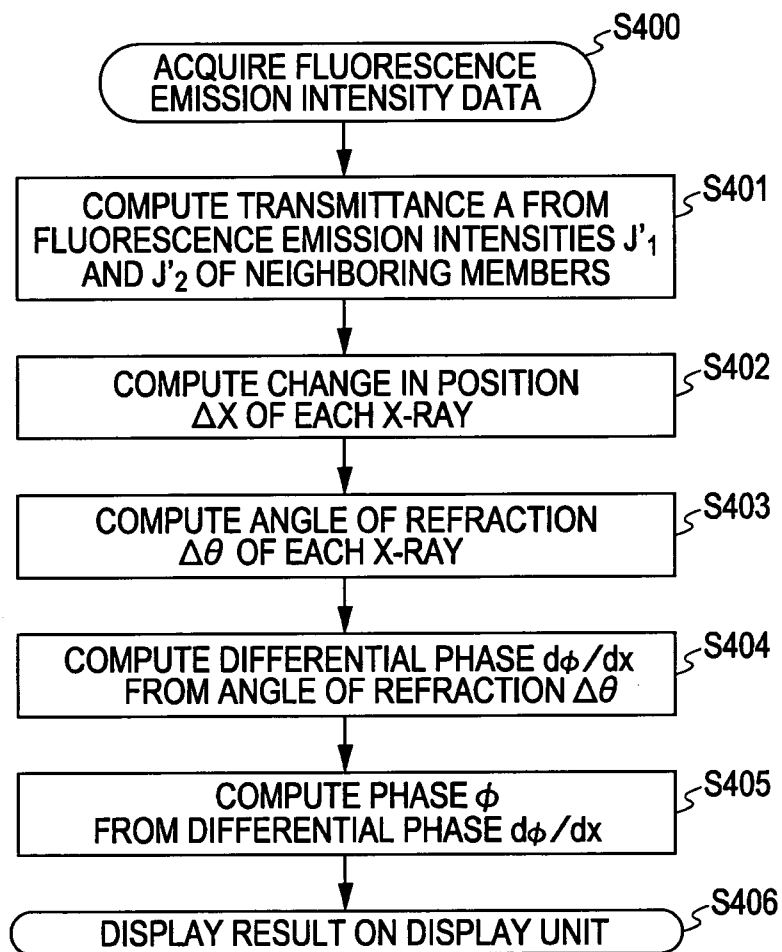 S400
ACQUIRE FLUORESCENCE
EMISSION INTENSITY DATA
S401
COMPUTE TRANSMITTANCE A FROM
FLUORESCENCE EMISSION INTENSITIES J'₁
AND J'₂ OF NEIGHBORING MEMBERS
S402
COMPUTE CHANGE IN POSITION
ΔX OF EACH X-RAY
S403
COMPUTE ANGLE OF REFRACTION
Δθ OF EACH X-RAY
S404
COMPUTE DIFFERENTIAL PHASE dϕ/dx
FROM ANGLE OF REFRACTION Δθ
S405
COMPUTE PHASE ϕ
FROM DIFFERENTIAL PHASE dϕ/dx
S406
DISPLAY RESULT ON DISPLAY UNIT